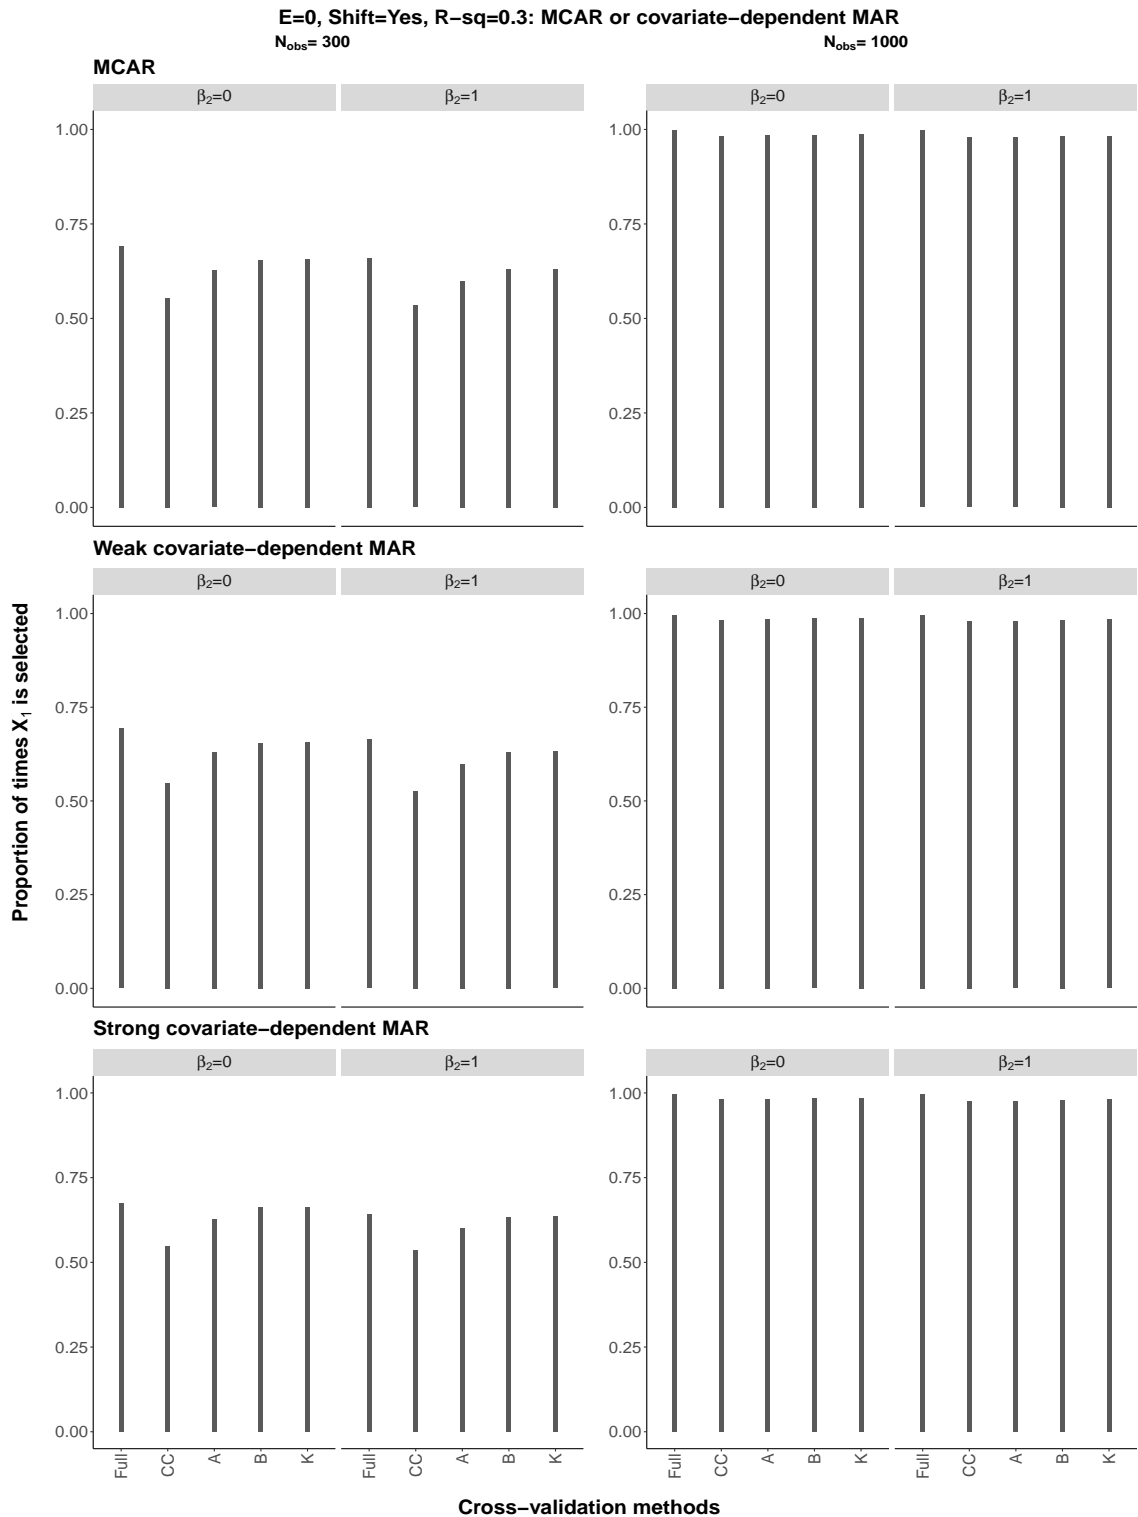 E=0, Shift=Yes, R−sq=0.3: MCAR or covariate−dependent MAR
Nobs= 300
Nobs= 1000
MCAR
β2=0
β2=1
β2=0
β2=1
1.00
0.75
0.50
0.25
0.00
1.00
0.75
0.50
0.25
0.00
Weak covariate−dependent MAR
β2=0
β2=1
β2=0
β2=1
1.00
0.75
0.50
0.25
0.00
1.00
0.75
0.50
0.25
0.00
Strong covariate−dependent MAR
β2=0
β2=1
β2=0
β2=1
1.00
0.75
0.50
0.25
0.00
1.00
0.75
0.50
0.25
0.00
Full
CC
A
B
K
Full
CC
A
B
K
Full
CC
A
B
K
Full
CC
A
B
K
Proportion of times X1 is selected
Cross−validation methods